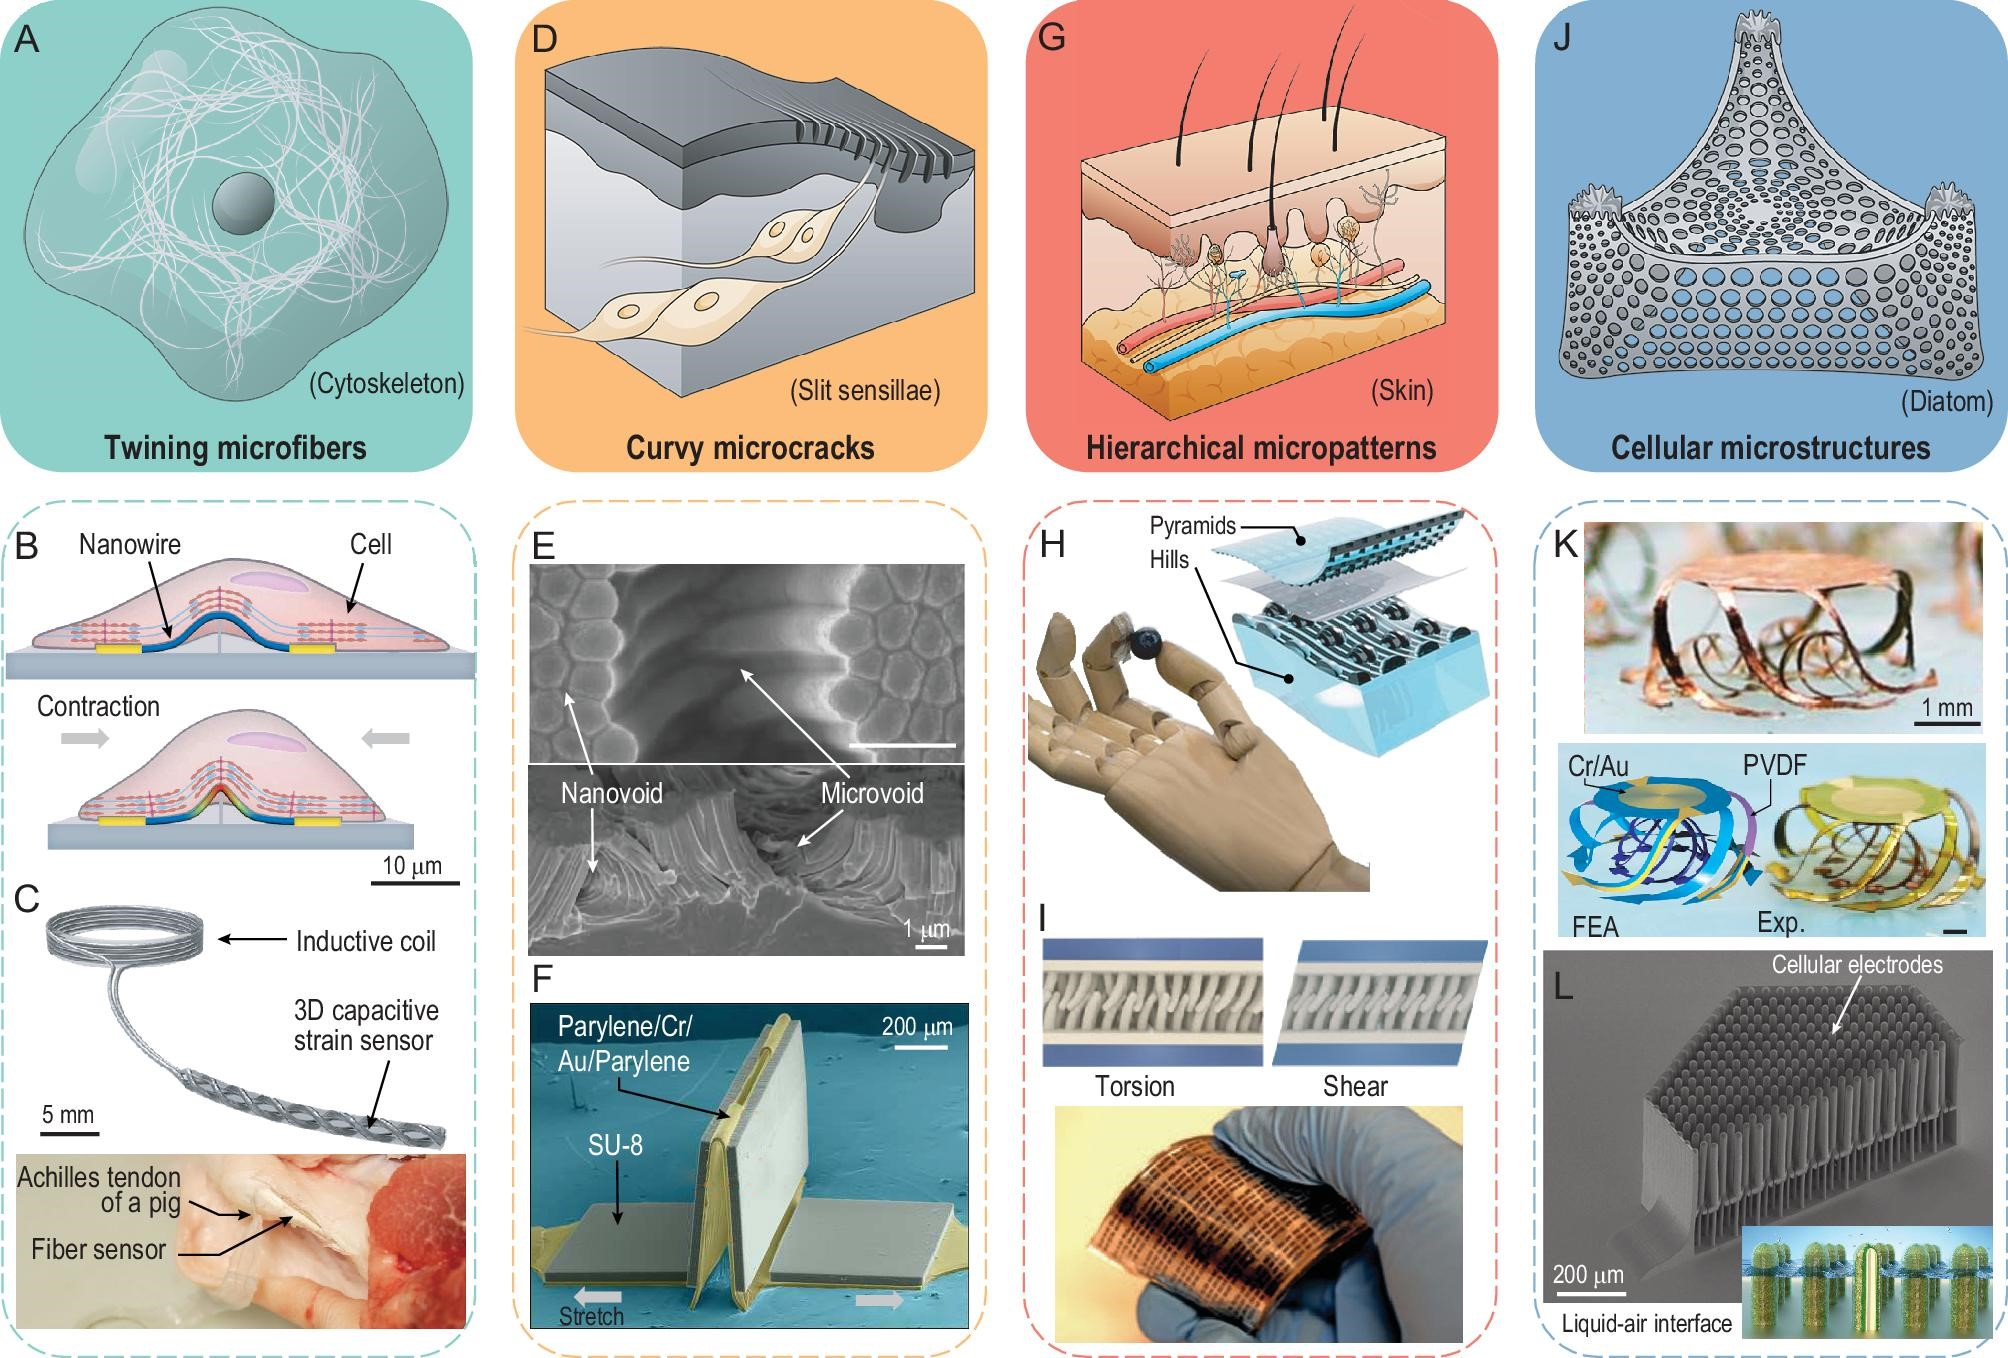 A
(Cytoskeleton)
Twining microfibers
D
(Slit sensillae)
Curvy microcracks
G
(Skin)
Hierarchical micropatterns
J
(Diatom)
Cellular microstructures
B
Nanowire
Cell
Contraction
10 μm
C
Inductive coil
3D capacitive
strain sensor
5 mm
Achilles tendon
of a pig
Fiber sensor
E
Nanovoid
Microvoid
1 μm
F
Parylene/Cr/
Au/Parylene
200 μm
SU-8
Stretch
H
Pyramids
Hills
I
Torsion
Shear
K
1 mm
Cr/Au
PVDF
FEA
Exp.
L
Cellular electrodes
200 μm
Liquid-air interface